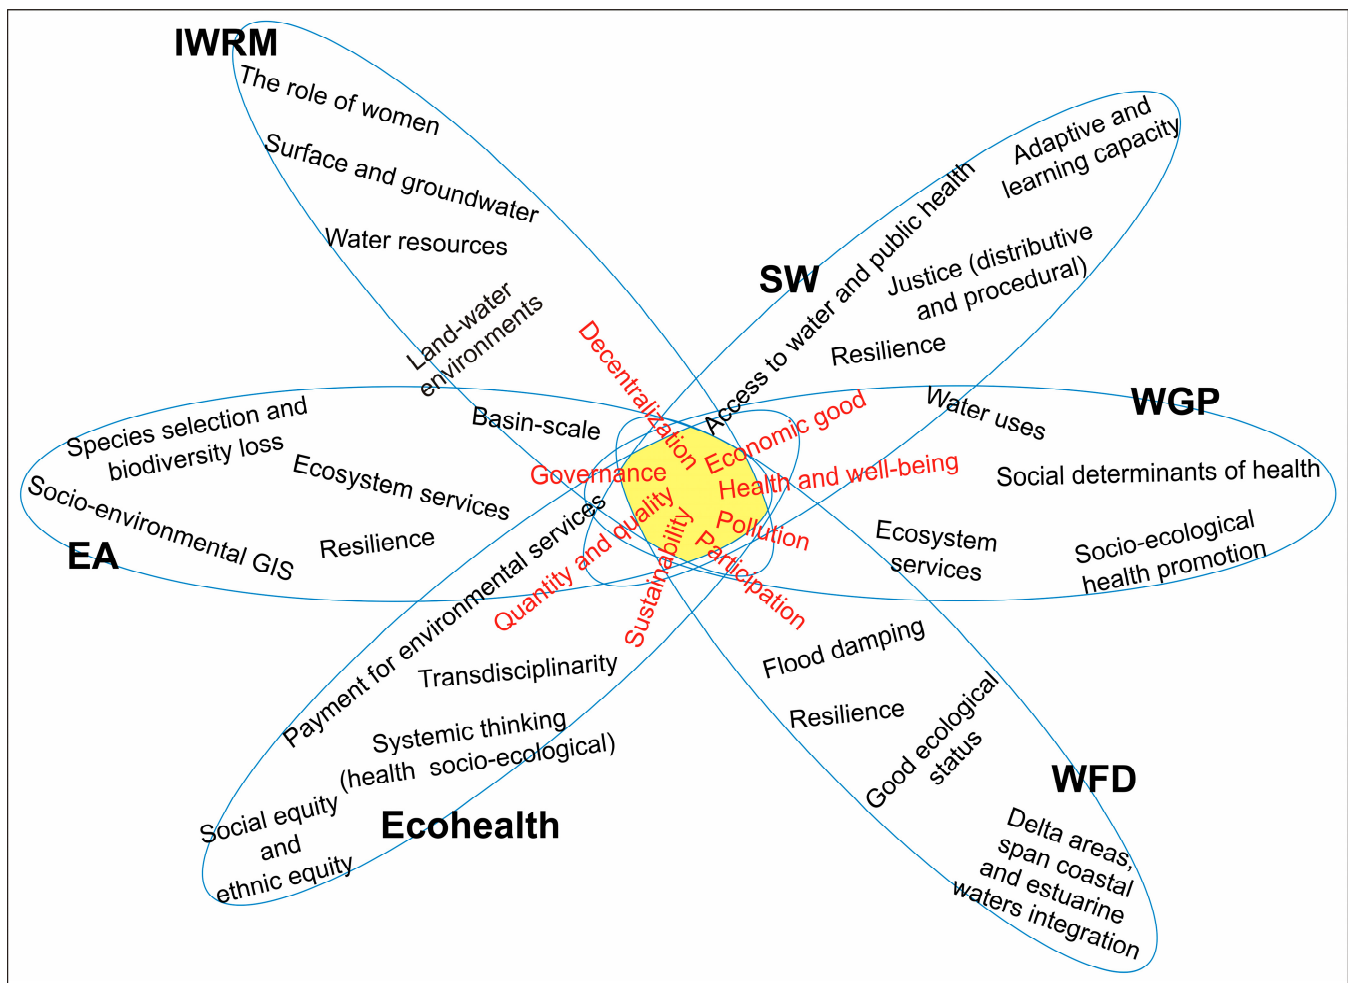 IWRM
The role of women
Surface and groundwater
Water resources
Land-water
environments
Basin-scale
SW
Adaptive and
learning capacity
Access to water and public health
Justice (distributive
and procedural)
Resilience
WGP
Water uses
Social determinants of health
Ecosystem
services
Socio-ecological
health promotion
EA
Species selection and
biodiversity loss
Ecosystem services
Socio-environmental GIS
Resilience
Decentralization
Economic good
Governance
Health and well-being
Quantity and quality
Pollution
Sustainability
Participation
Ecohealth
Payment for environmental services
Transdisciplinarity
Systemic thinking
(health socio-ecological)
Social equity
and
ethnic equity
WFD
Flood damping
Resilience
Good ecological
status
Delta areas,
span coastal
and estuarine
waters integration